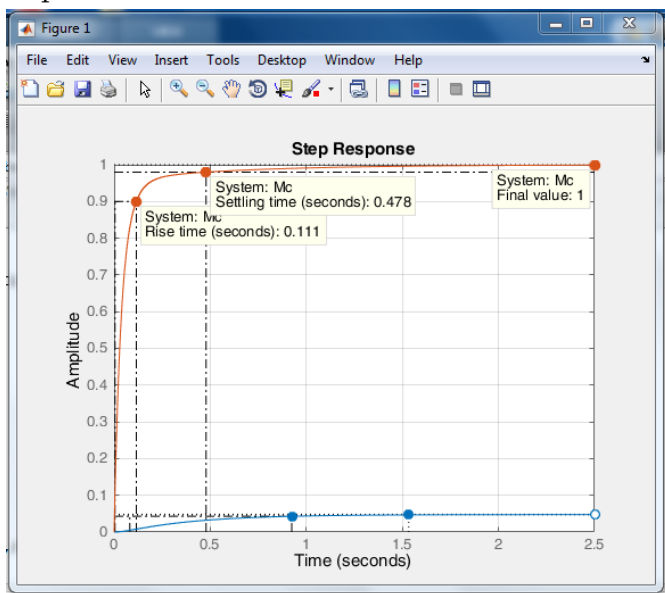 Figure 1
File Edit View Insert Tools Desktop Window Help
Step Response
System: Mc
Settling time (seconds): 0.478
System: Mc
Final value: 1
System: Mc
Rise time (seconds): 0.111
Amplitude
1
0.9
0.8
0.7
0.6
0.5
0.4
0.3
0.2
0.1
0
0 0.5 1 1.5 2 2.5
Time (seconds)